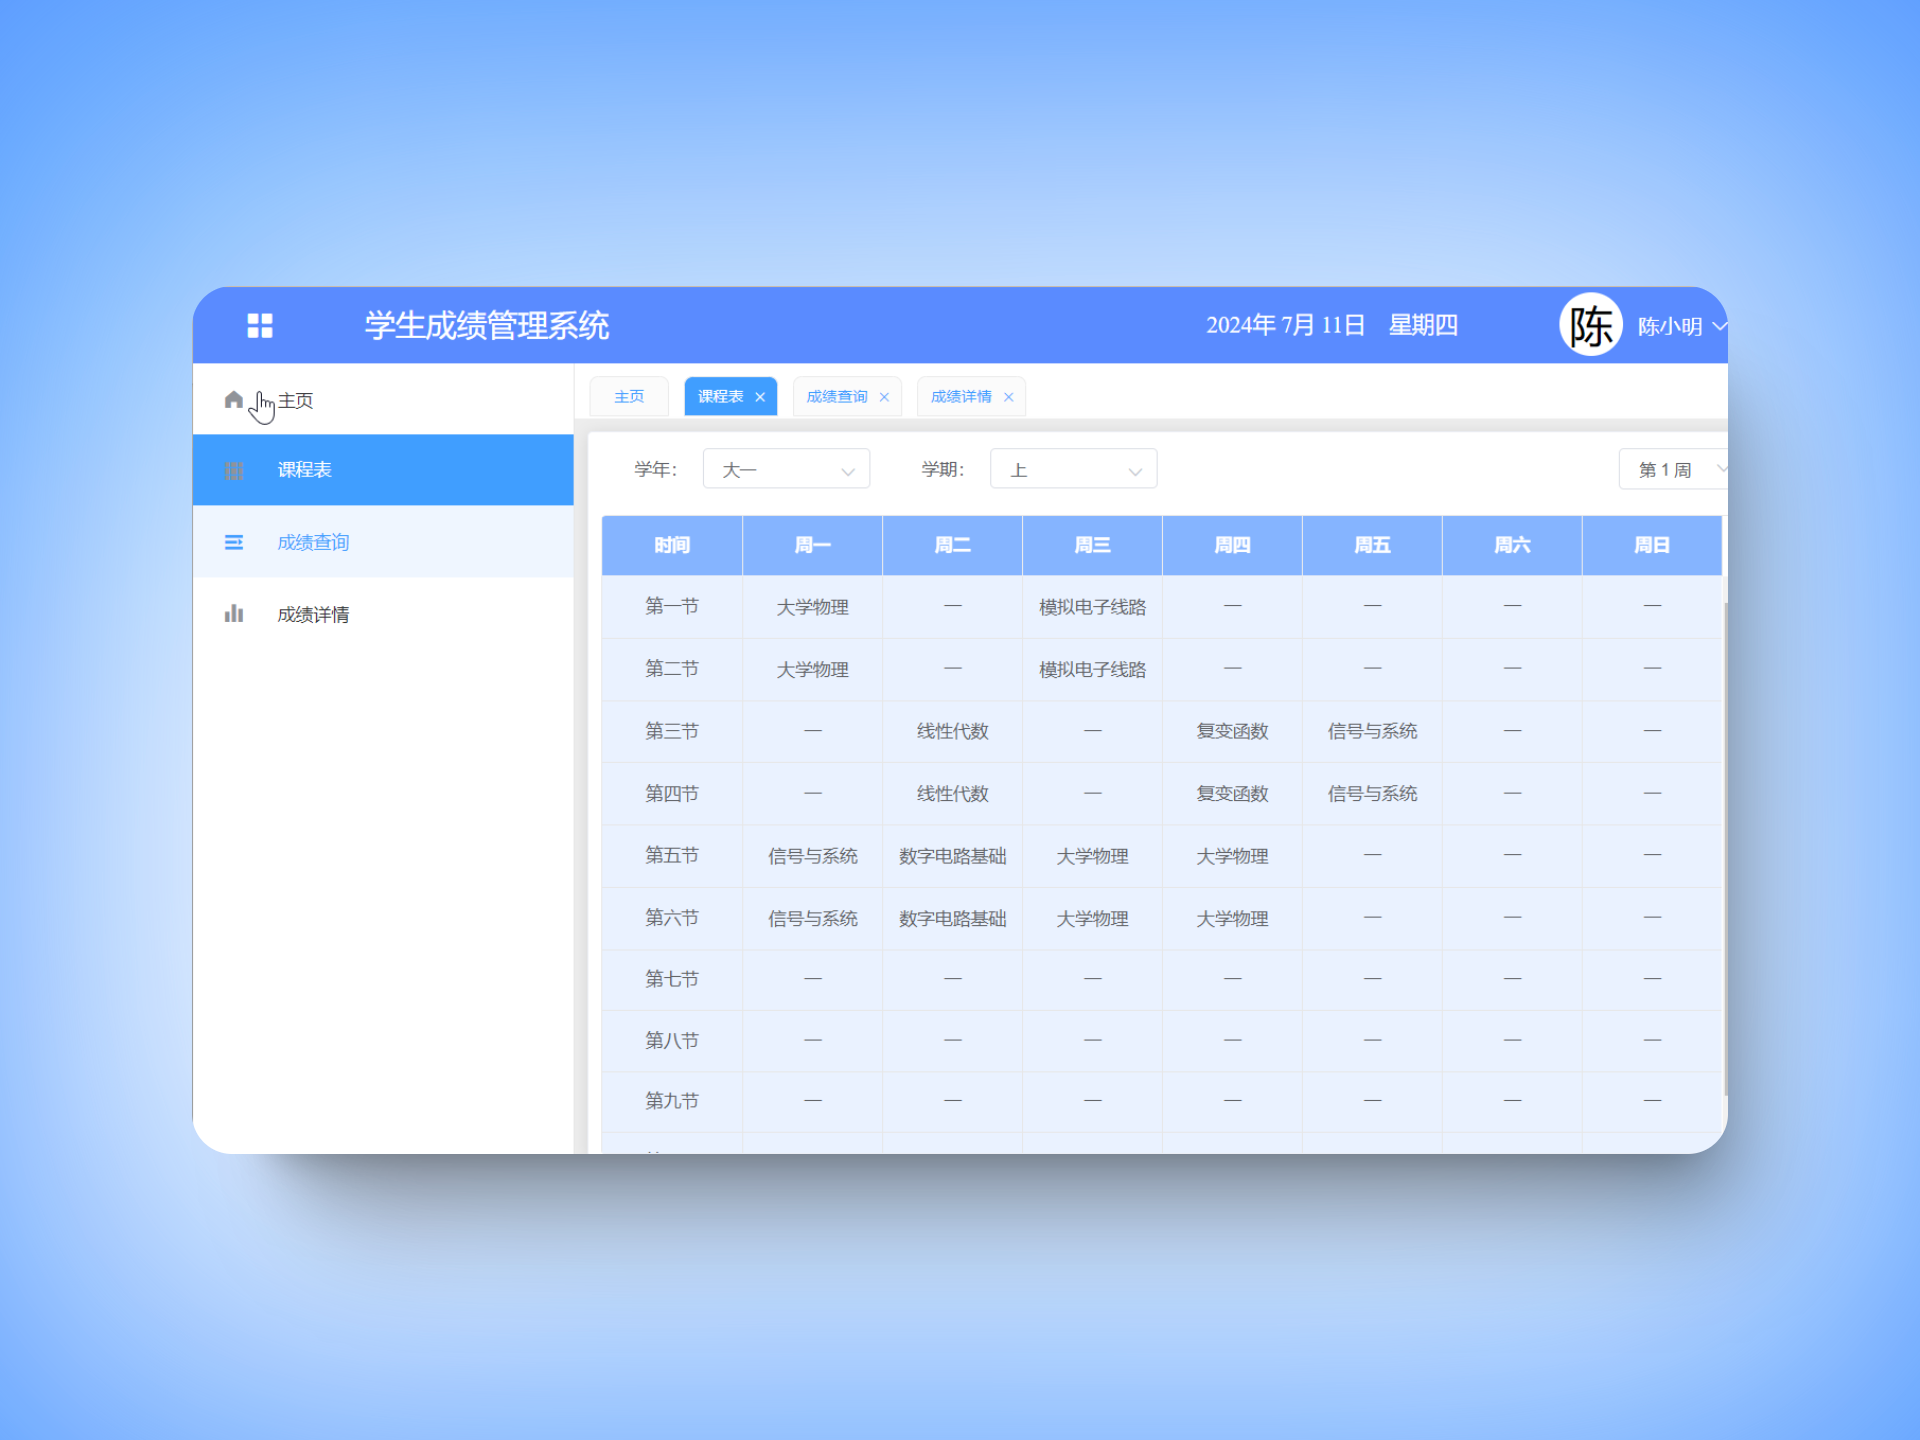 学生成绩管理系统 2024年 7月 11日 星期四 陈 陈小明
主页
课程表
成绩查询
成绩详情
主页 课程表 成绩查询 成绩详情
学年： 大一 学期： 上 第 1 周
时间 周一 周二 周三 周四 周五 周六 周日
第一节 大学物理 — 模拟电子线路 — — — —
第二节 大学物理 — 模拟电子线路 — — — —
第三节 — 线性代数 — 复变函数 信号与系统 — —
第四节 — 线性代数 — 复变函数 信号与系统 — —
第五节 信号与系统 数字电路基础 大学物理 大学物理 — — —
第六节 信号与系统 数字电路基础 大学物理 大学物理 — — —
第七节 — — — — — — —
第八节 — — — — — — —
第九节 — — — — — — —